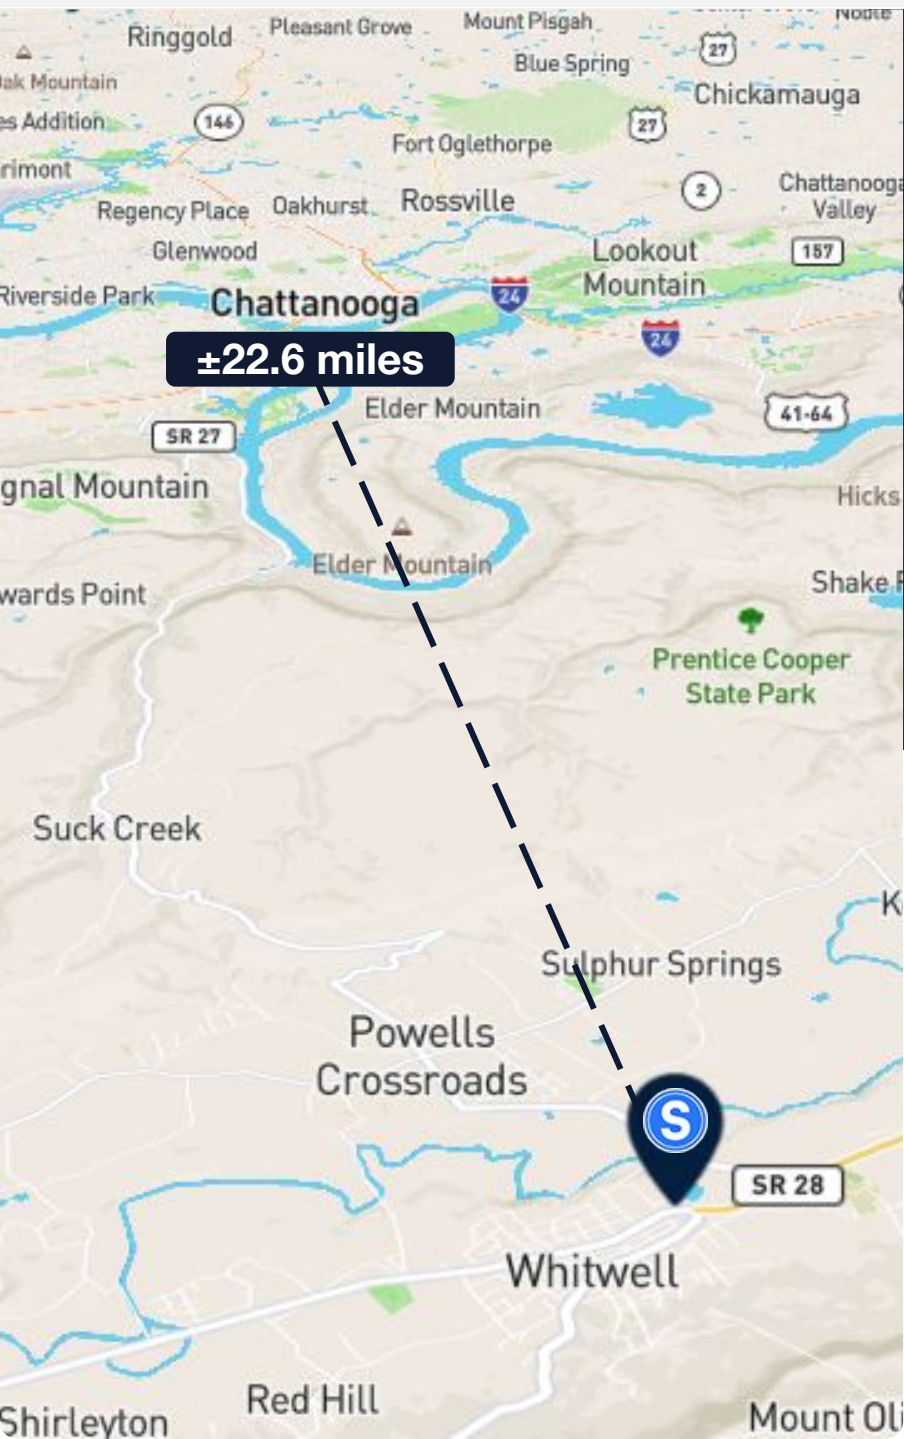 Ringgold
Pleasant Grove
Mount Pisgah
Noble
27
Oak Mountain
Blue Spring
Chickamauga
es Addition
146
27
Fort Oglethorpe
rimont
2
Chattanooga
Valley
Regency Place
Oakhurst
Rossville
Glenwood
Lookout
Mountain
157
Riverside Park
Chattanooga
24
24
±22.6 miles
Elder Mountain
41-64
SR 27
gnal Mountain
Hicks
Elder Mountain
wards Point
Shake R
Prentice Cooper
State Park
Suck Creek
K
Sulphur Springs
Powells
Crossroads
S
SR 28
Whitwell
Red Hill
Shirleyton
Mount Oli